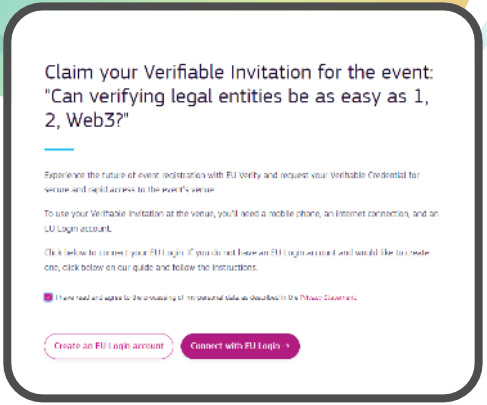 Claim your Verifiable Invitation for the event:
"Can verifying legal entities be as easy as 1,
2, Web3?"
Experience the future of event registration with EU Verify and request your Verifiable Credential for
secure and rapid access to the event's venue
To use your Verifiable Invitation at the venue, you'll need a mobile phone, an internet connection, and an
EU Login account.
Click below to connect your EU Login. If you do not have an EU Login account and would like to create
one, click below on our guide and follow the instructions.
I have read and agree to the processing of my personal data as described in the Privacy Statement
Create an EU Login account
Connect with EU Login →